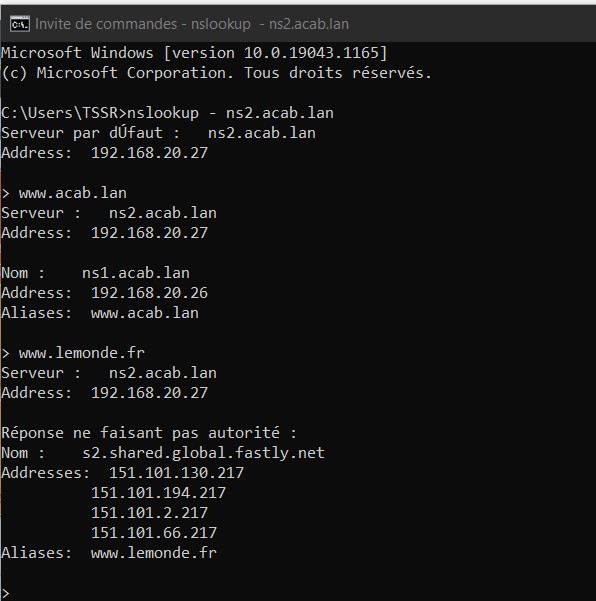 Invite de commandes - nslookup  - ns2.acab.lan
Microsoft Windows [version 10.0.19043.1165]
(c) Microsoft Corporation. Tous droits réservés.
C:\Users\TSSR>nslookup - ns2.acab.lan
Serveur par dÚfaut :   ns2.acab.lan
Address:  192.168.20.27
> www.acab.lan
Serveur :   ns2.acab.lan
Address:  192.168.20.27
Nom :    ns1.acab.lan
Address:  192.168.20.26
Aliases:  www.acab.lan
> www.lemonde.fr
Serveur :   ns2.acab.lan
Address:  192.168.20.27
Réponse ne faisant pas autorité :
Nom :    s2.shared.global.fastly.net
Addresses:  151.101.130.217
151.101.194.217
151.101.2.217
151.101.66.217
Aliases:  www.lemonde.fr
>